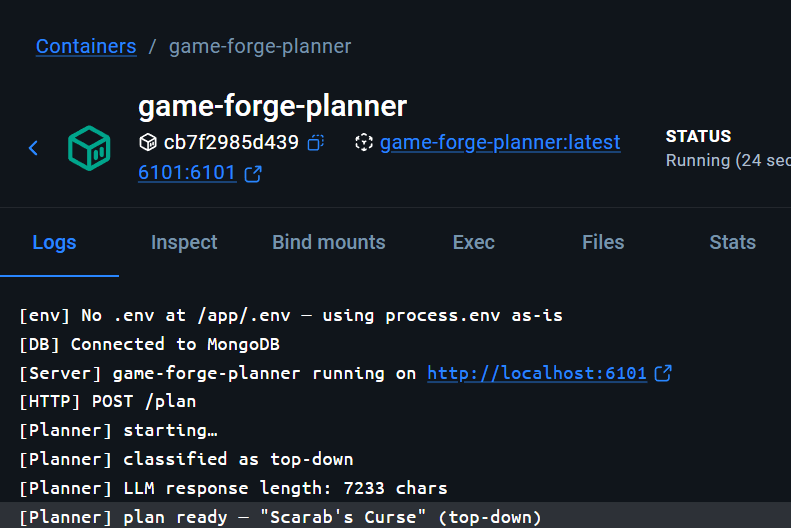 Containers / game-forge-planner
game-forge-planner
cb7f2985d439 game-forge-planner:latest
6101:6101
STATUS
Running (24 sec
Logs Inspect Bind mounts Exec Files Stats
[env] No .env at /app/.env — using process.env as-is
[DB] Connected to MongoDB
[Server] game-forge-planner running on http://localhost:6101
[HTTP] POST /plan
[Planner] starting…
[Planner] classified as top-down
[Planner] LLM response length: 7233 chars
[Planner] plan ready — "Scarab's Curse" (top-down)